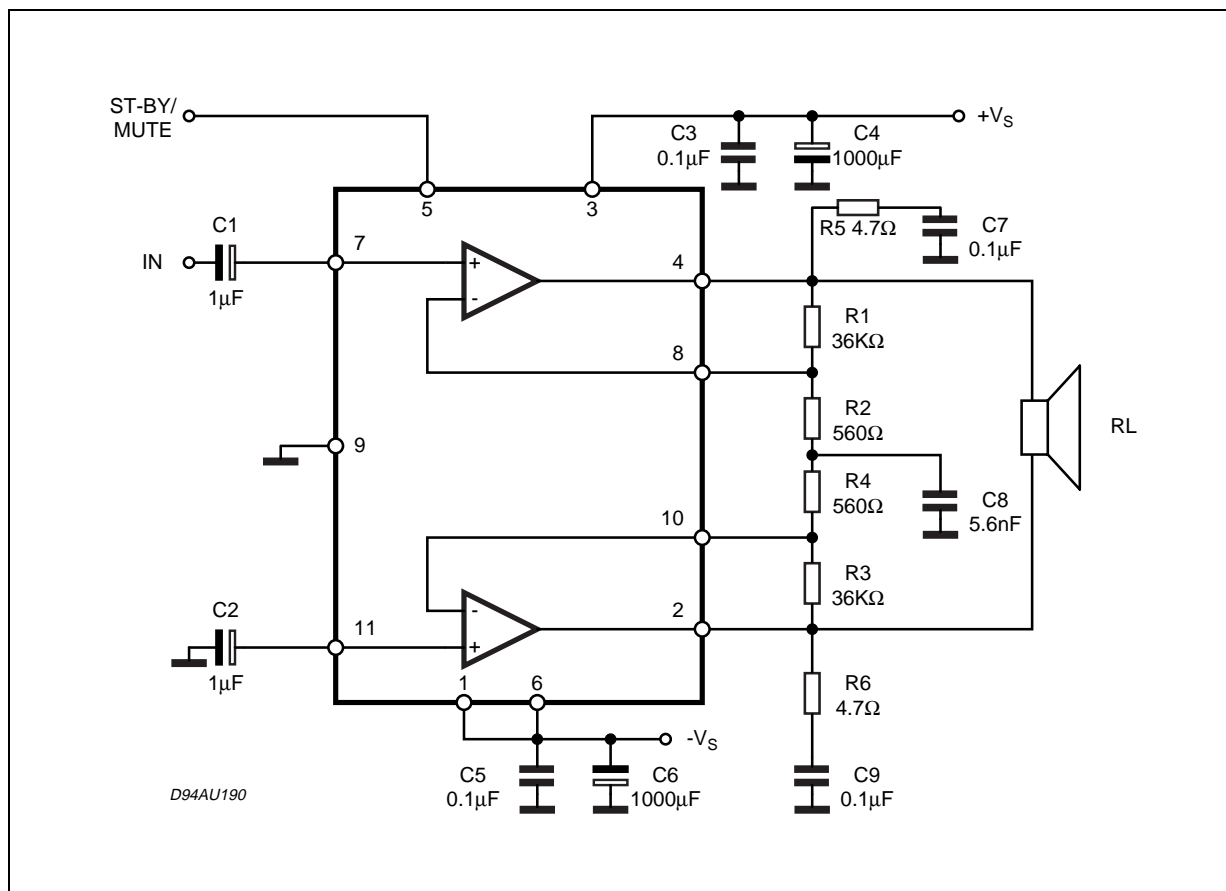 ST-BY/
MUTE
+VS
C3
0.1µF
C4
1000µF
5
3
R5 4.7Ω
C7
0.1µF
C1
IN
1µF
7
+
-
4
R1
36KΩ
8
R2
560Ω
RL
9
R4
560Ω
C8
5.6nF
10
R3
36KΩ
C2
1µF
11
-
+
2
R6
4.7Ω
1
6
-VS
C5
0.1µF
C6
1000µF
C9
0.1µF
D94AU190